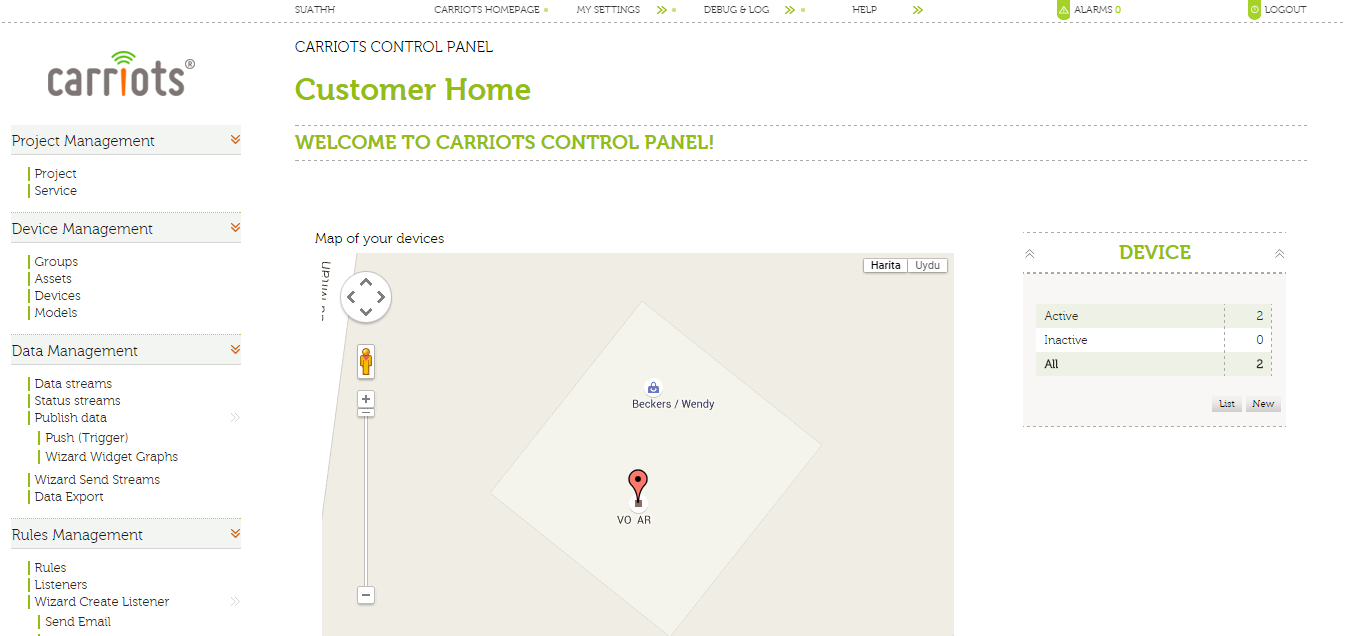 SUATHH CARRIOTS HOMEPAGE MY SETTINGS DEBUG & LOG HELP ALARMS 0 LOGOUT
carriots®
CARRIOTS CONTROL PANEL
Customer Home
WELCOME TO CARRIOTS CONTROL PANEL!
Project Management
Project
Service
Device Management
Groups
Assets
Devices
Models
Data Management
Data streams
Status streams
Publish data
Push (Trigger)
Wizard Widget Graphs
Wizard Send Streams
Data Export
Rules Management
Rules
Listeners
Wizard Create Listener
Send Email
Map of your devices
Harita Uydu
Beckers / Wendy
VO AR
DEVICE
Active 2
Inactive 0
All 2
List New